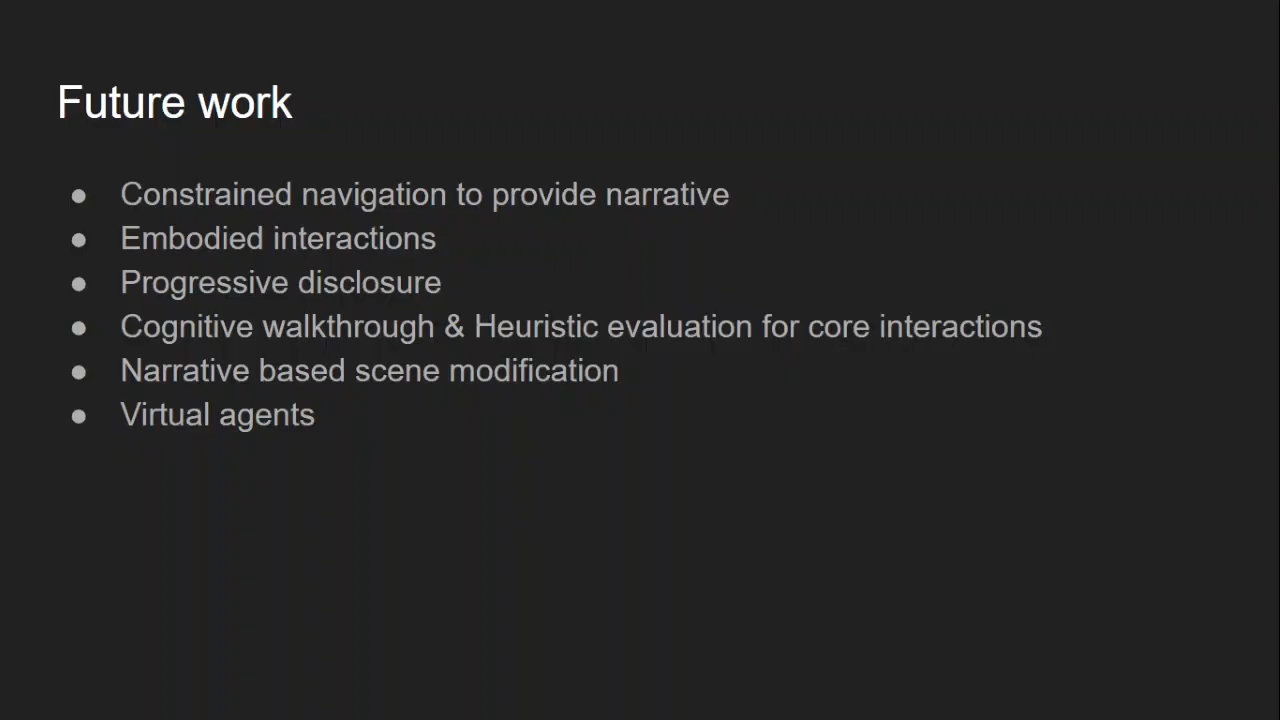 Future work
● Constrained navigation to provide narrative
● Embodied interactions
● Progressive disclosure
● Cognitive walkthrough & Heuristic evaluation for core interactions
● Narrative based scene modification
● Virtual agents